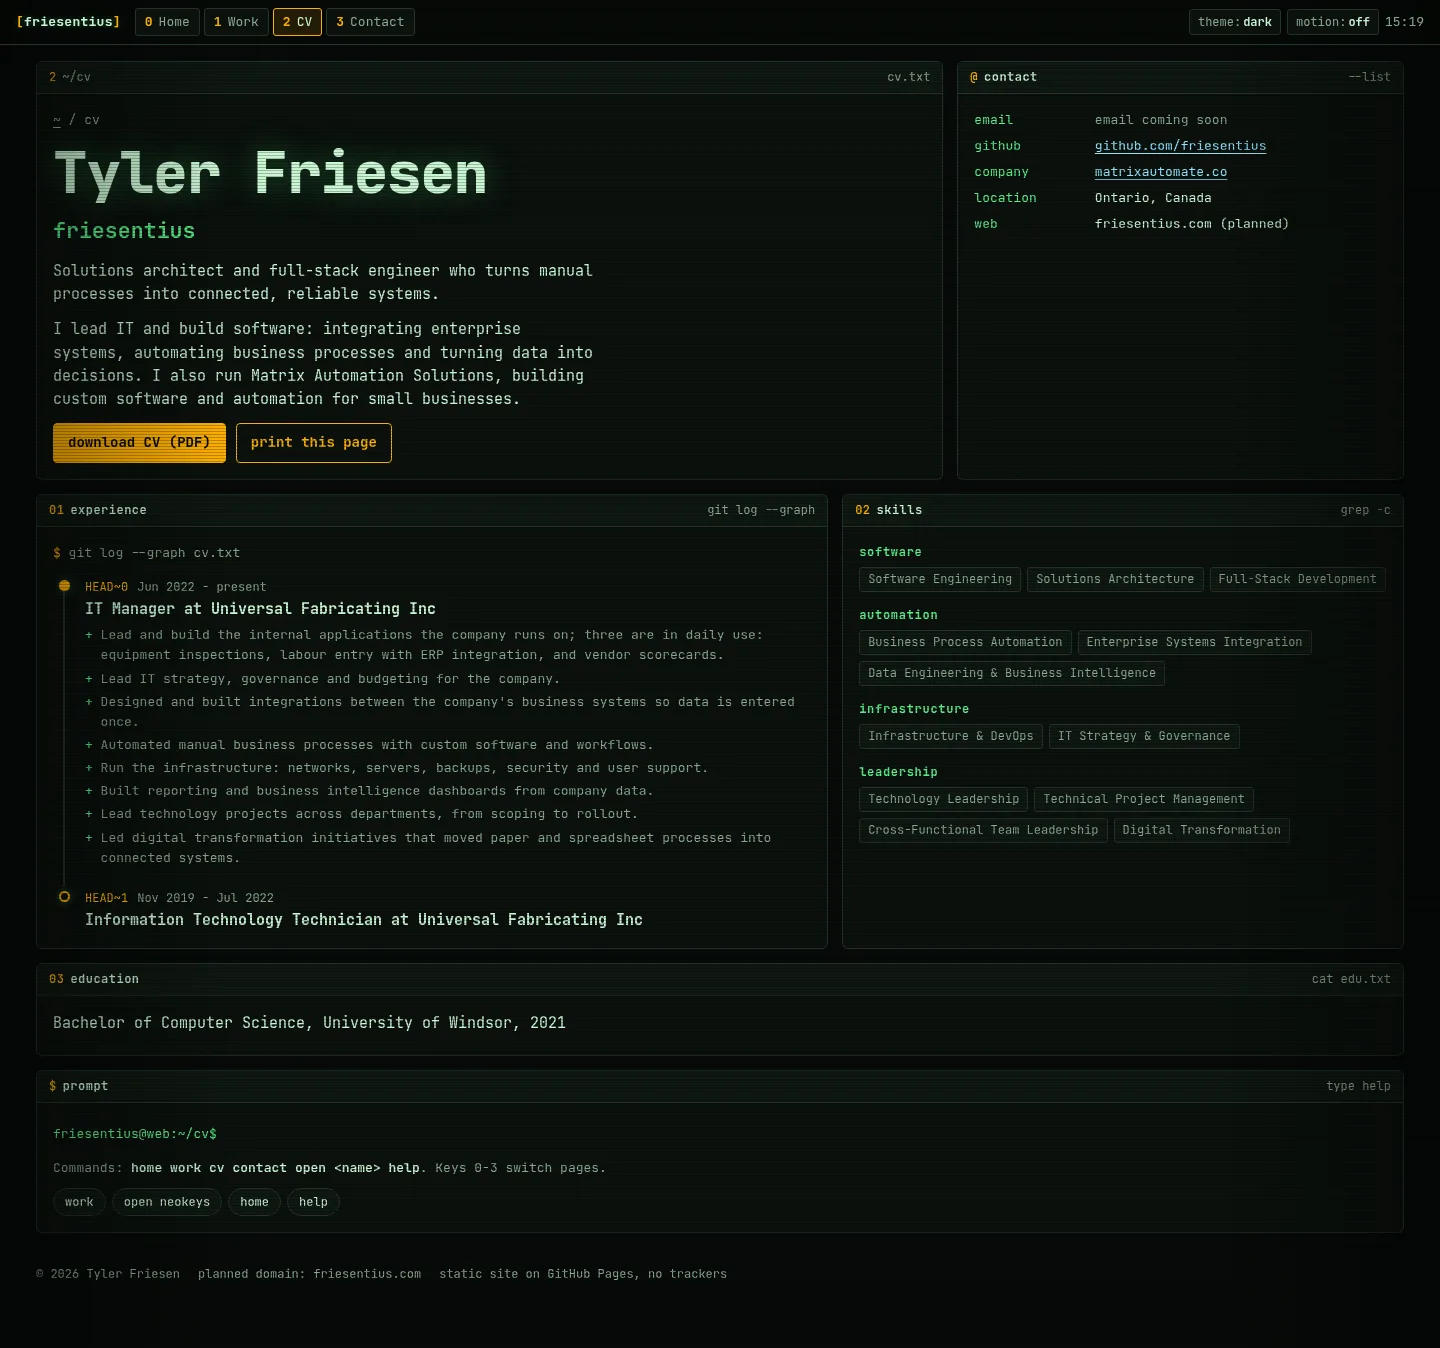 [friesentius] 0 Home 1 Work 2 CV 3 Contact theme:dark motion:off 15:19
2 ~/cv cv.txt
~ / cv
Tyler Friesen
friesentius
Solutions architect and full-stack engineer who turns manual
processes into connected, reliable systems.
I lead IT and build software: integrating enterprise
systems, automating business processes and turning data into
decisions. I also run Matrix Automation Solutions, building
custom software and automation for small businesses.
download CV (PDF) print this page
@ contact --list
email email coming soon
github github.com/friesentius
company matrixautomate.co
location Ontario, Canada
web friesentius.com (planned)
01 experience git log --graph
$ git log --graph cv.txt
HEAD~0 Jun 2022 - present
IT Manager at Universal Fabricating Inc
+ Lead and build the internal applications the company runs on; three are in daily use:
equipment inspections, labour entry with ERP integration, and vendor scorecards.
+ Lead IT strategy, governance and budgeting for the company.
+ Designed and built integrations between the company's business systems so data is entered
once.
+ Automated manual business processes with custom software and workflows.
+ Run the infrastructure: networks, servers, backups, security and user support.
+ Built reporting and business intelligence dashboards from company data.
+ Lead technology projects across departments, from scoping to rollout.
+ Led digital transformation initiatives that moved paper and spreadsheet processes into
connected systems.
HEAD~1 Nov 2019 - Jul 2022
Information Technology Technician at Universal Fabricating Inc
02 skills grep -c
software
Software Engineering Solutions Architecture Full-Stack Development
automation
Business Process Automation Enterprise Systems Integration
Data Engineering & Business Intelligence
infrastructure
Infrastructure & DevOps IT Strategy & Governance
leadership
Technology Leadership Technical Project Management
Cross-Functional Team Leadership Digital Transformation
03 education cat edu.txt
Bachelor of Computer Science, University of Windsor, 2021
$ prompt type help
friesentius@web:~/cv$
Commands: home work cv contact open <name> help. Keys 0-3 switch pages.
work open neokeys home help
© 2026 Tyler Friesen planned domain: friesentius.com static site on GitHub Pages, no trackers